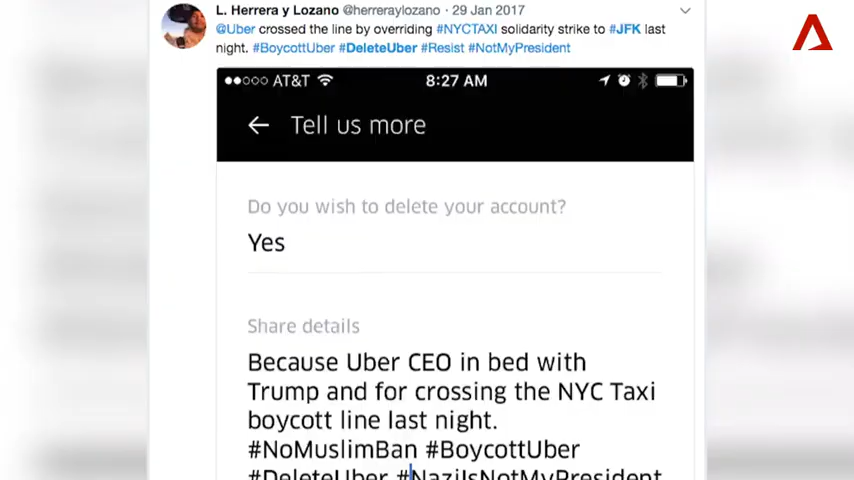 L. Herrera y Lozano @herreraylozano · 29 Jan 2017
@Uber crossed the line by overriding #NYCTAXI solidarity strike to #JFK last
night. #BoycottUber #DeleteUber #Resist #NotMyPresident
AT&T 8:27 AM
Tell us more
Do you wish to delete your account?
Yes
Share details
Because Uber CEO in bed with
Trump and for crossing the NYC Taxi
boycott line last night.
#NoMuslimBan #BoycottUber
#DeleteUber #NaziIsNotMyPresident